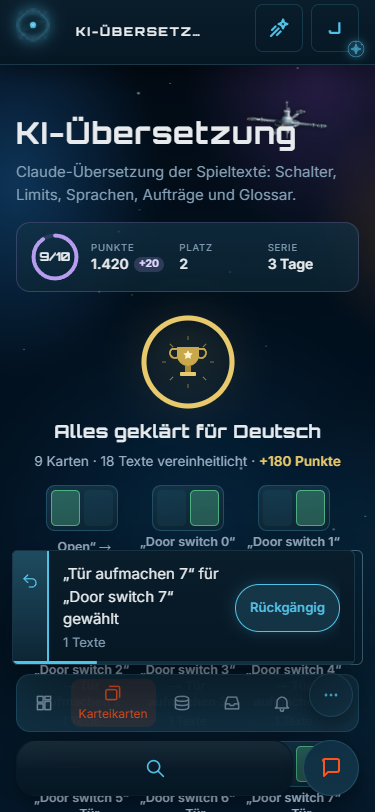 KI-ÜBERSETZ…
KI-Übersetzung
Claude-Übersetzung der Spieltexte: Schalter,
Limits, Sprachen, Aufträge und Glossar.
9/10
PUNKTE
1.420 +20
PLATZ
2
SERIE
3 Tage
Alles geklärt für Deutsch
9 Karten · 18 Texte vereinheitlicht · +180 Punkte
Open“ →
„Door switch 0“
„Door switch 1“
„Tür aufmachen 7“ für
„Door switch 7“
gewählt
1 Texte
Rückgängig
„Door switch 2“
„Door switch 3“
„Door switch 4“
Karteikarten
„Door switch 5“
„Door switch 6“
„Door switch 7“
Tür
Tür